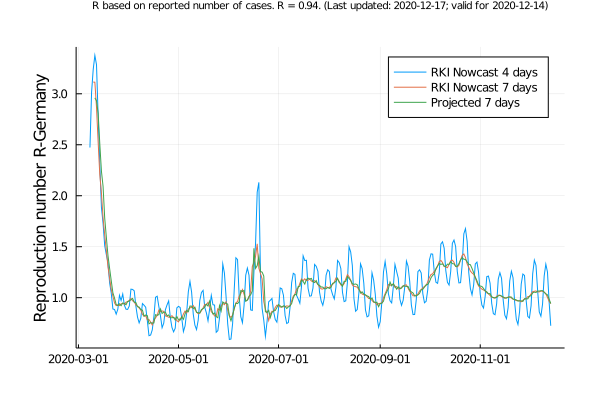 R based on reported number of cases. R = 0.94. (Last updated: 2020-12-17; valid for 2020-12-14)
RKI Nowcast 4 days
RKI Nowcast 7 days
Projected 7 days
Reproduction number R-Germany
3.0
2.5
2.0
1.5
1.0
2020-03-01
2020-05-01
2020-07-01
2020-09-01
2020-11-01